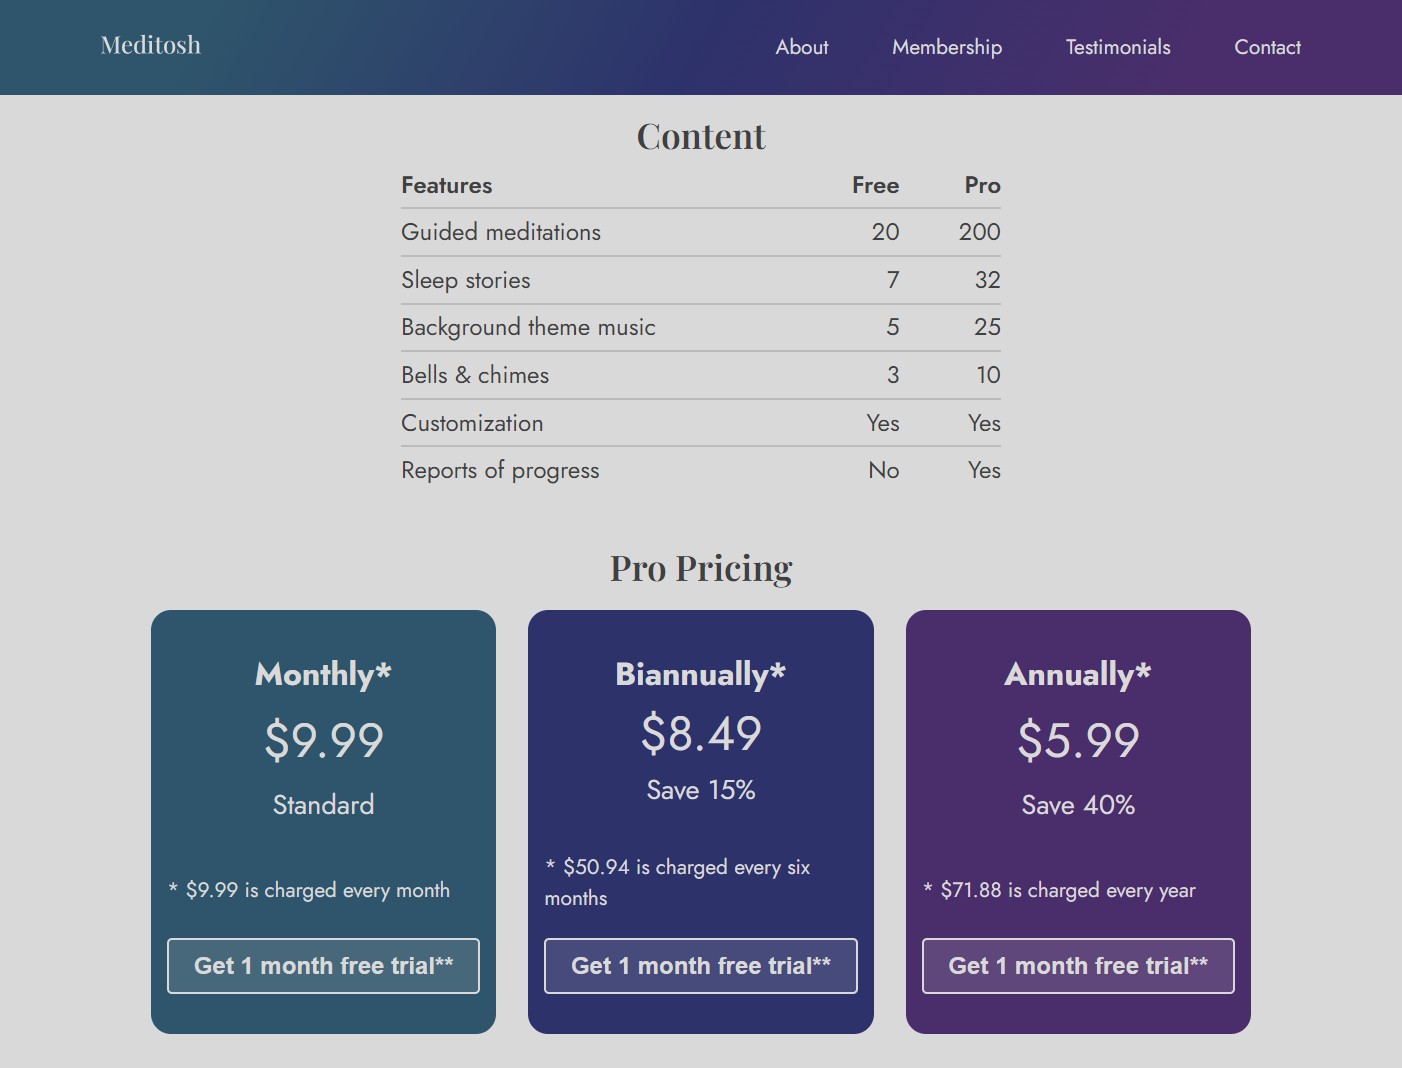 Meditosh About Membership Testimonials Contact
Content
Features Free Pro
Guided meditations 20 200
Sleep stories 7 32
Background theme music 5 25
Bells & chimes 3 10
Customization Yes Yes
Reports of progress No Yes
Pro Pricing
Monthly*
$9.99
Standard
* $9.99 is charged every month
Get 1 month free trial**
Biannually*
$8.49
Save 15%
* $50.94 is charged every six
months
Get 1 month free trial**
Annually*
$5.99
Save 40%
* $71.88 is charged every year
Get 1 month free trial**